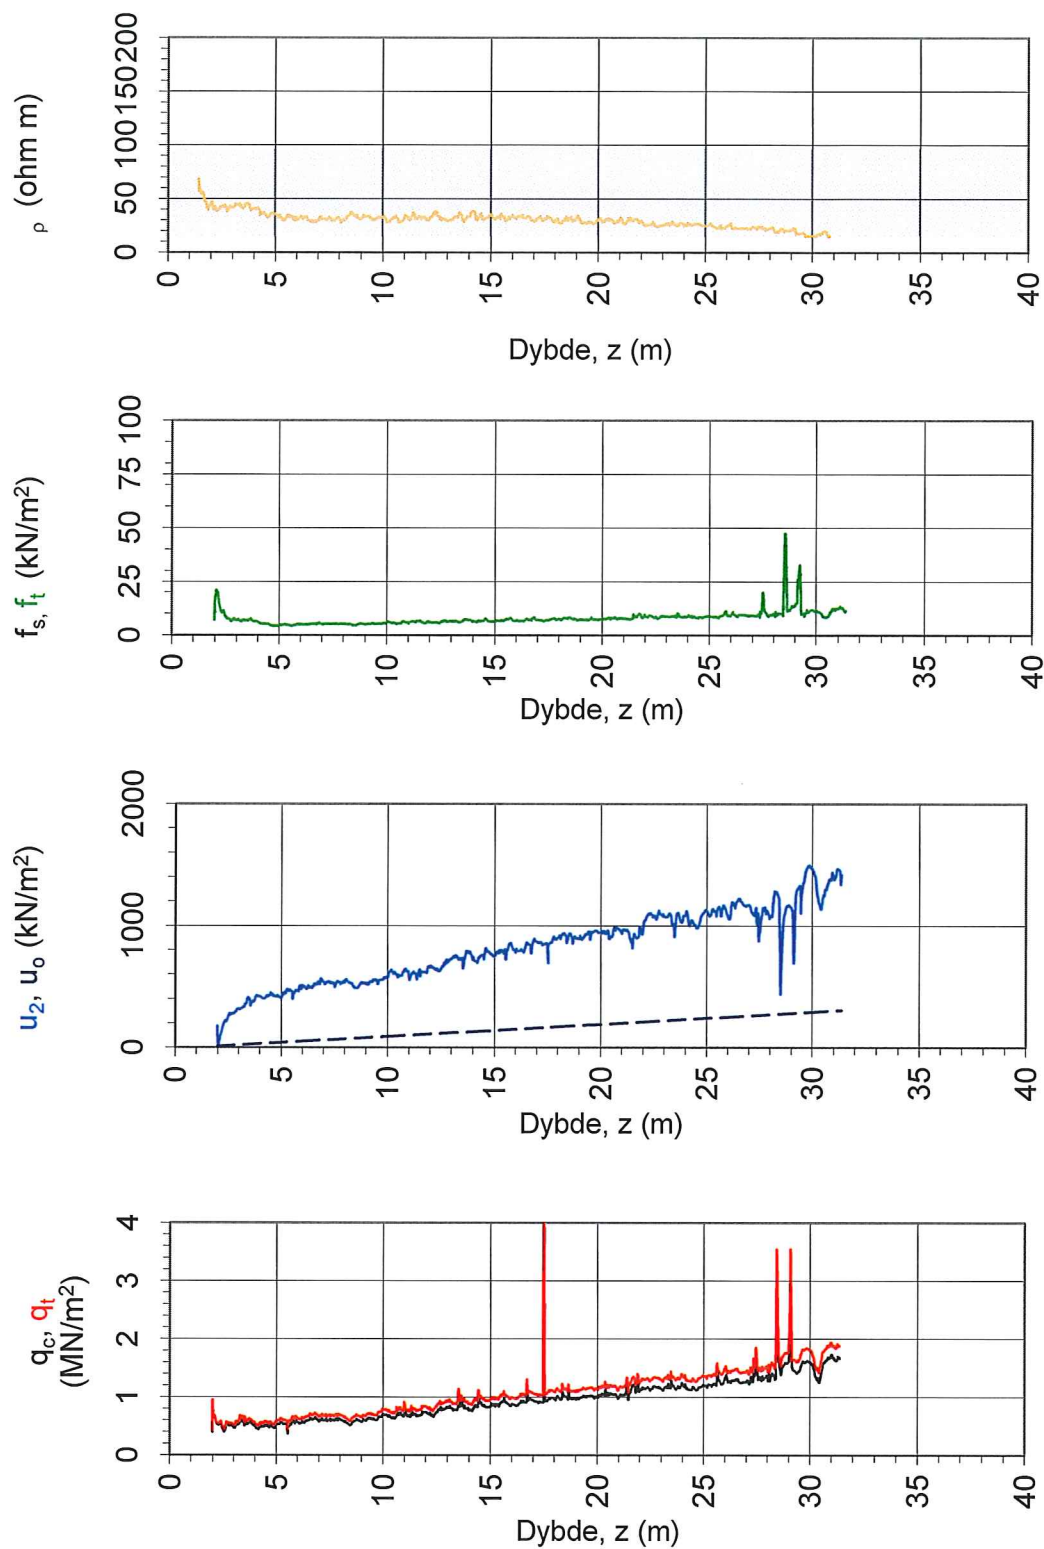 ρ (ohm m)
200
150
100
50
0
0 5 10 15 20 25 30 35 40
Dybde, z (m)
fs, ft (kN/m²)
100
75
50
25
0
0 5 10 15 20 25 30 35 40
Dybde, z (m)
u₂, uo (kN/m²)
2000
1000
0
0 5 10 15 20 25 30 35 40
Dybde, z (m)
qc, qt
(MN/m²)
4
3
2
1
0
0 5 10 15 20 25 30 35 40
Dybde, z (m)